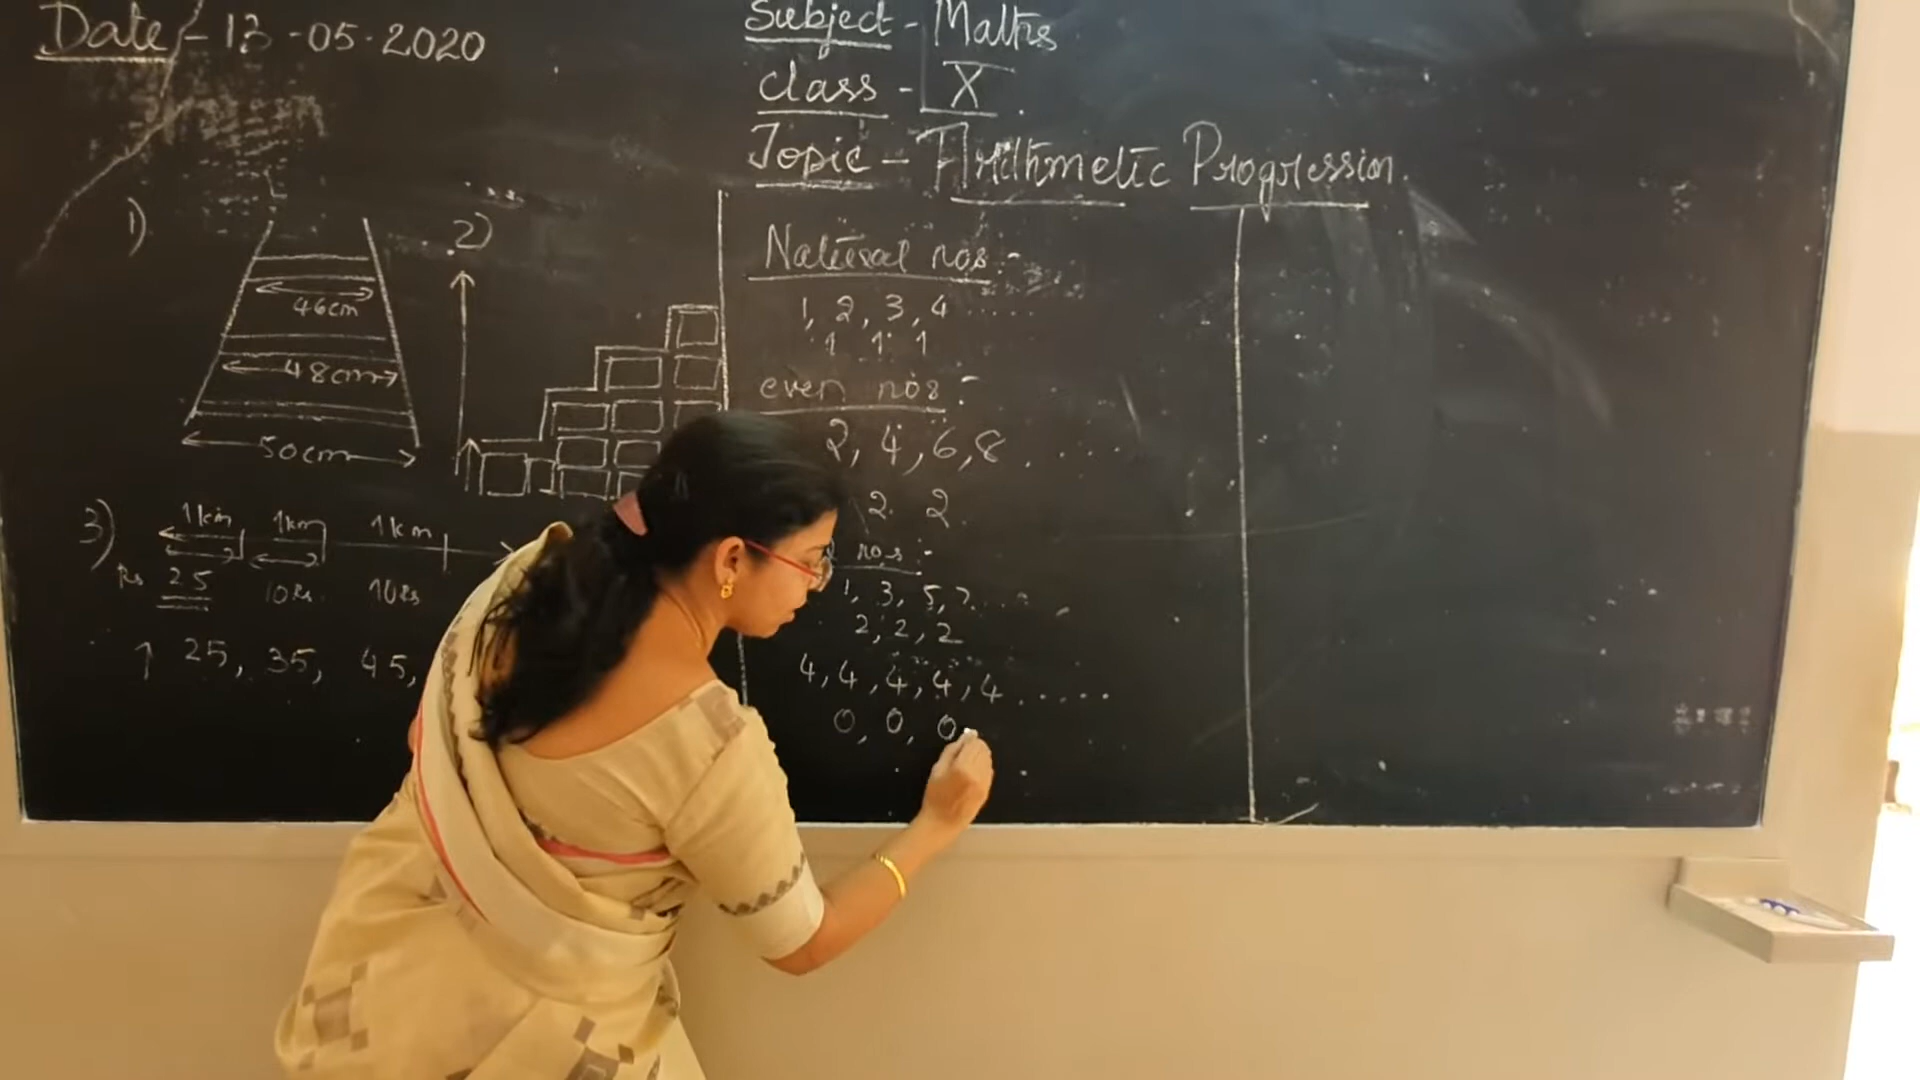 Date :- 13-05-2020
Subject - Maths
Class - X
Topic - Arithmetic Progression.
1)
46cm
48cm
50cm
2)
3)
1km 1km 1km
Rs 25 10Rs. 10Rs
25, 35, 45,
Natural nos:-
1, 2, 3, 4 .....
1 1 1
even nos:-
2, 4, 6, 8 . . . . .
2 2
nos:-
1, 3, 5, 7 ....
2, 2, 2
4, 4, 4, 4, 4 . . . . .
0, 0, 0